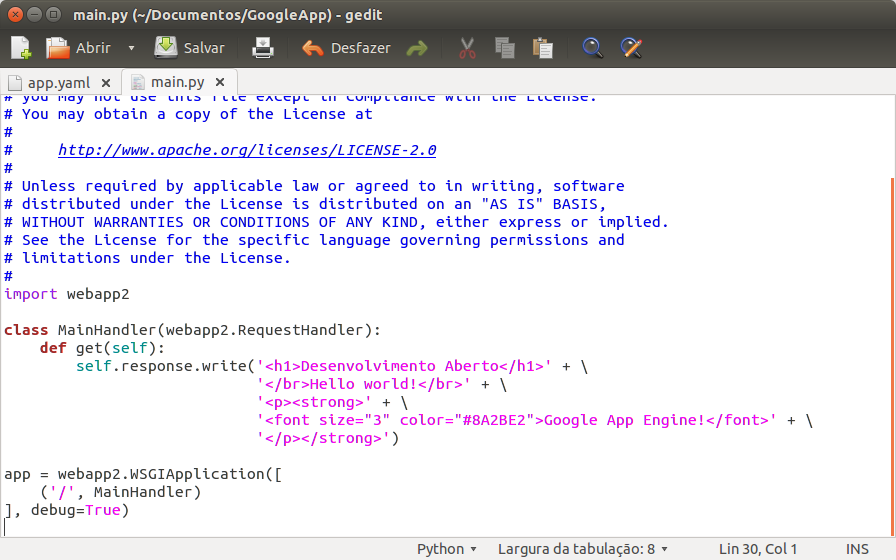 main.py (~/Documentos/GoogleApp) - gedit
Abrir Salvar Desfazer
app.yaml × main.py ×
# you may not use this file except in compliance with the License.
# You may obtain a copy of the License at
#
#      http://www.apache.org/licenses/LICENSE-2.0
#
# Unless required by applicable law or agreed to in writing, software
# distributed under the License is distributed on an "AS IS" BASIS,
# WITHOUT WARRANTIES OR CONDITIONS OF ANY KIND, either express or implied.
# See the License for the specific language governing permissions and
# limitations under the License.
#
import webapp2
class MainHandler(webapp2.RequestHandler):
    def get(self):
        self.response.write('<h1>Desenvolvimento Aberto</h1>' + \
                            '</br>Hello world!</br>' + \
                            '<p><strong>' + \
                            '<font size="3" color="#8A2BE2">Google App Engine!</font>' + \
                            '</p></strong>')
app = webapp2.WSGIApplication([
    ('/', MainHandler)
], debug=True)
Python Largura da tabulação: 8 Lin 30, Col 1 INS